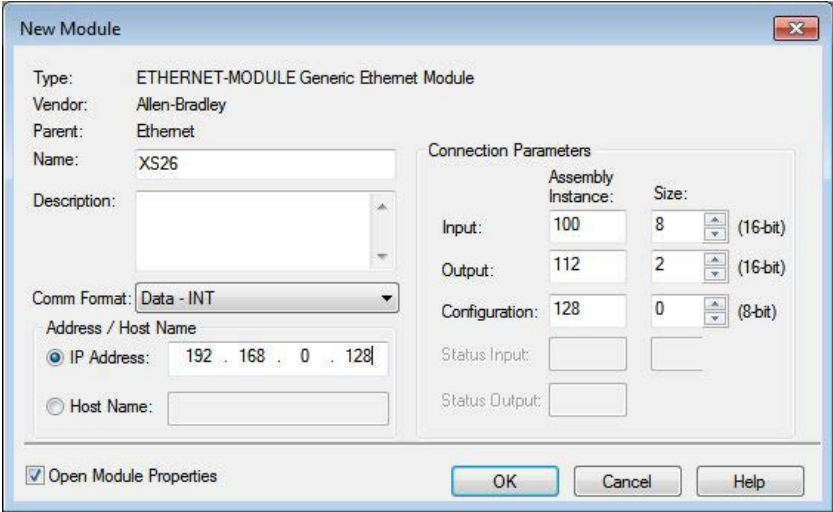 New Module
Type: ETHERNET-MODULE Generic Ethernet Module
Vendor: Allen-Bradley
Parent: Ethernet
Name: XS26
Description:
Comm Format: Data - INT
Address / Host Name
IP Address: 192 . 168 . 0 . 128
Host Name:
Connection Parameters
Assembly
Instance: Size:
Input: 100 8 (16-bit)
Output: 112 2 (16-bit)
Configuration: 128 0 (8-bit)
Status Input:
Status Output:
Open Module Properties
OK Cancel Help